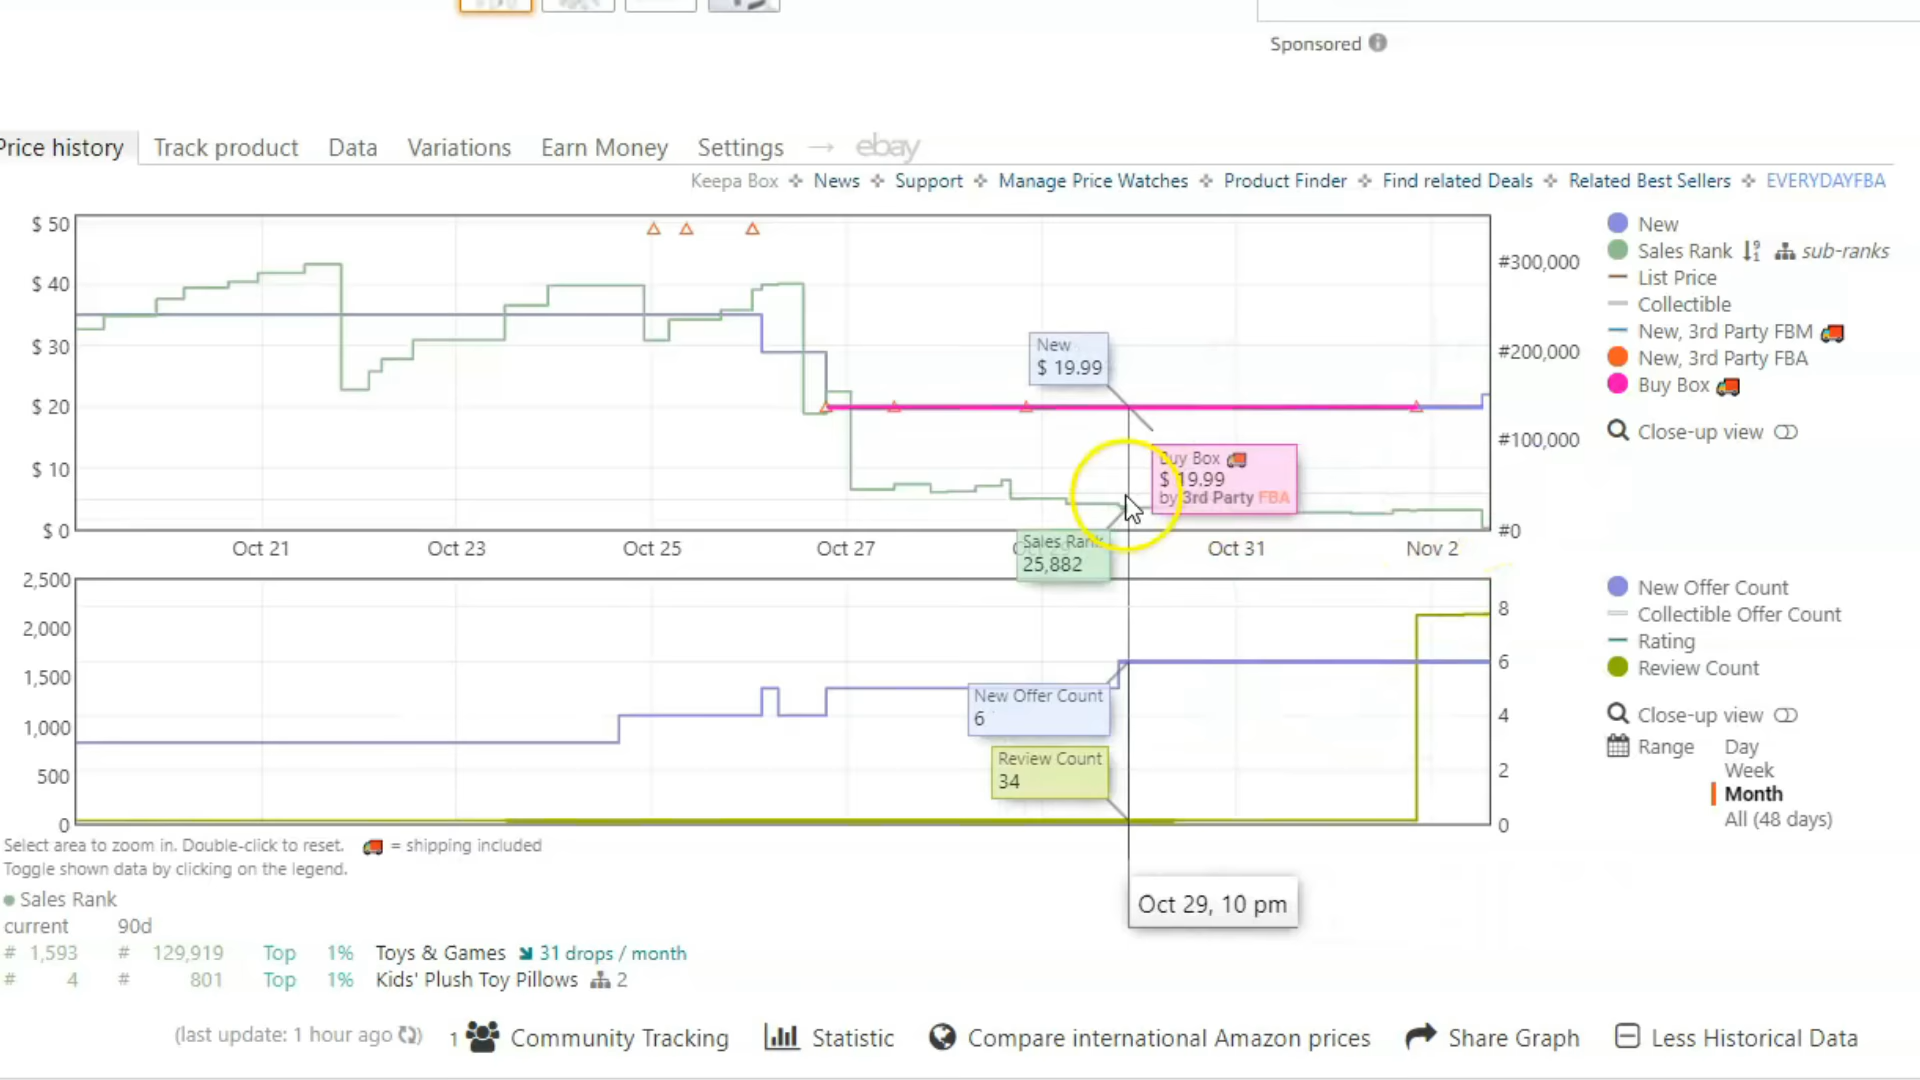 Sponsored
Price history Track product Data Variations Earn Money Settings → ebay
Keepa Box News Support Manage Price Watches Product Finder Find related Deals Related Best Sellers EVERYDAYFBA
$ 50
$ 40
$ 30
$ 20
$ 10
$ 0
#300,000
#200,000
#100,000
#0
New
$ 19.99
Buy Box
$ 19.99
by 3rd Party FBA
Sales Rank
25,882
Oct 21 Oct 23 Oct 25 Oct 27 Oct 31 Nov 2
New
Sales Rank sub-ranks
List Price
Collectible
New, 3rd Party FBM
New, 3rd Party FBA
Buy Box
Close-up view
2,500
2,000
1,500
1,000
500
0
8
6
4
2
0
New Offer Count
6
Review Count
34
Oct 29, 10 pm
New Offer Count
Collectible Offer Count
Rating
Review Count
Close-up view
Range Day
Week
Month
All (48 days)
Select area to zoom in. Double-click to reset. = shipping included
Toggle shown data by clicking on the legend.
Sales Rank
current 90d
# 1,593 # 129,919 Top 1% Toys & Games 31 drops / month
# 4 # 801 Top 1% Kids' Plush Toy Pillows 2
(last update: 1 hour ago ) 1 Community Tracking Statistic Compare international Amazon prices Share Graph Less Historical Data